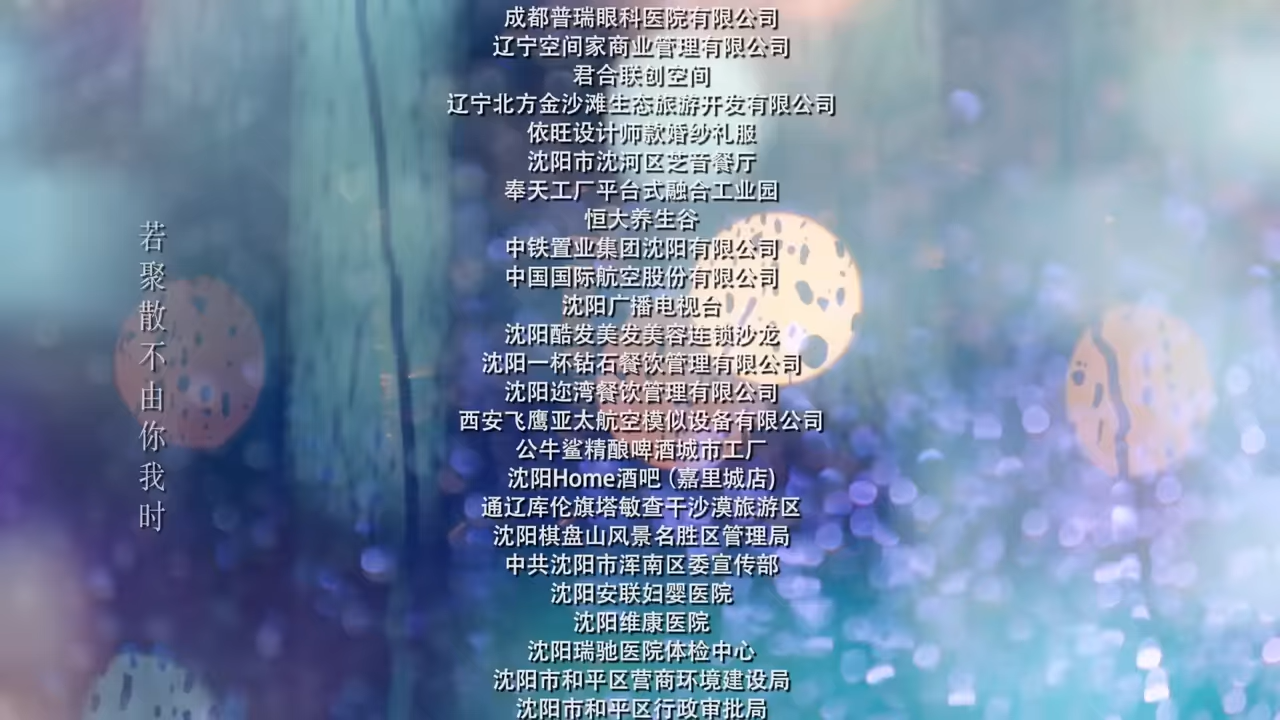 成都普瑞眼科医院有限公司
辽宁空间家商业管理有限公司
君合联创空间
辽宁北方金沙滩生态旅游开发有限公司
依旺设计师款婚纱礼服
沈阳市沈河区芝音餐厅
奉天工厂平台式融合工业园
恒大养生谷
中铁置业集团沈阳有限公司
中国国际航空股份有限公司
沈阳广播电视台
沈阳酷发美发美容连锁沙龙
沈阳一杯钻石餐饮管理有限公司
沈阳迩湾餐饮管理有限公司
西安飞鹰亚太航空模似设备有限公司
公牛鲨精酿啤酒城市工厂
沈阳Home酒吧（嘉里城店）
通辽库伦旗塔敏查干沙漠旅游区
沈阳棋盘山风景名胜区管理局
中共沈阳市浑南区委宣传部
沈阳安联妇婴医院
沈阳维康医院
沈阳瑞驰医院体检中心
沈阳市和平区营商环境建设局
沈阳市和平区行政审批局
若聚散不由你我时